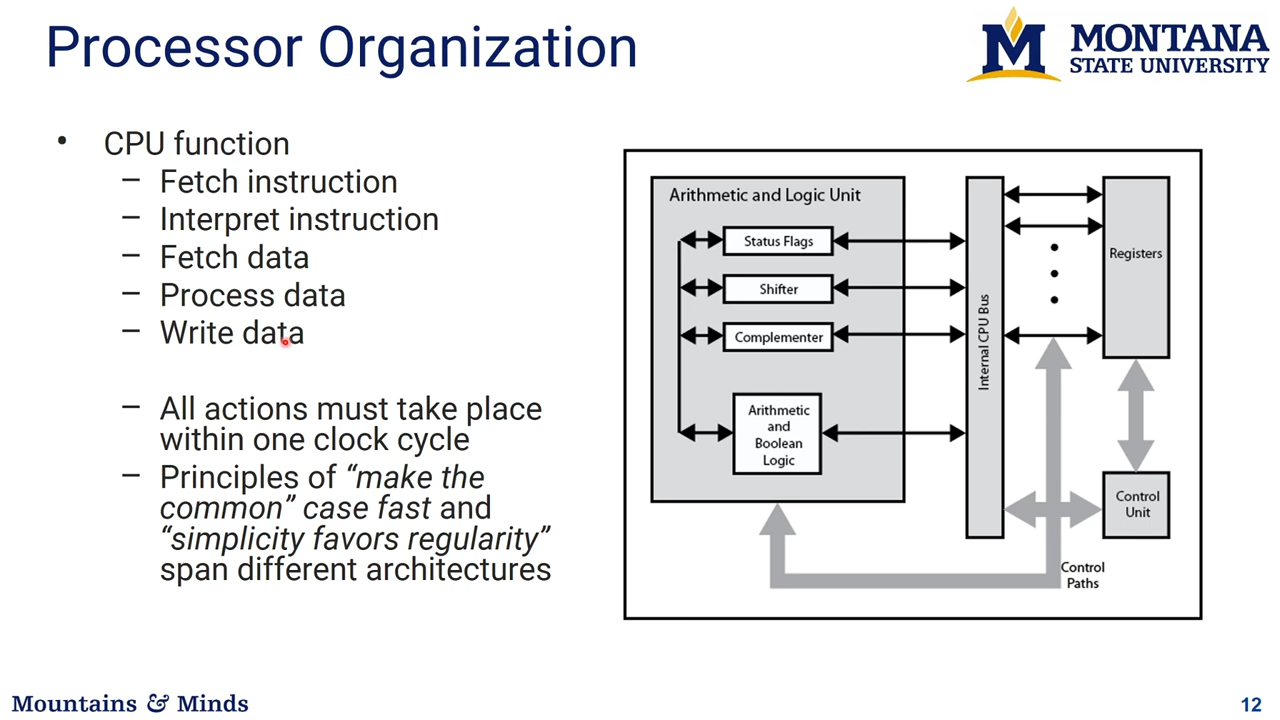 Processor Organization
MONTANA
STATE UNIVERSITY
• CPU function
– Fetch instruction
– Interpret instruction
– Fetch data
– Process data
– Write data
– All actions must take place
within one clock cycle
– Principles of “make the
common” case fast and
“simplicity favors regularity”
span different architectures
Arithmetic and Logic Unit
Status Flags
Shifter
Complementer
Arithmetic
and
Boolean
Logic
Internal CPU Bus
Registers
Control
Unit
Control
Paths
Mountains & Minds
12